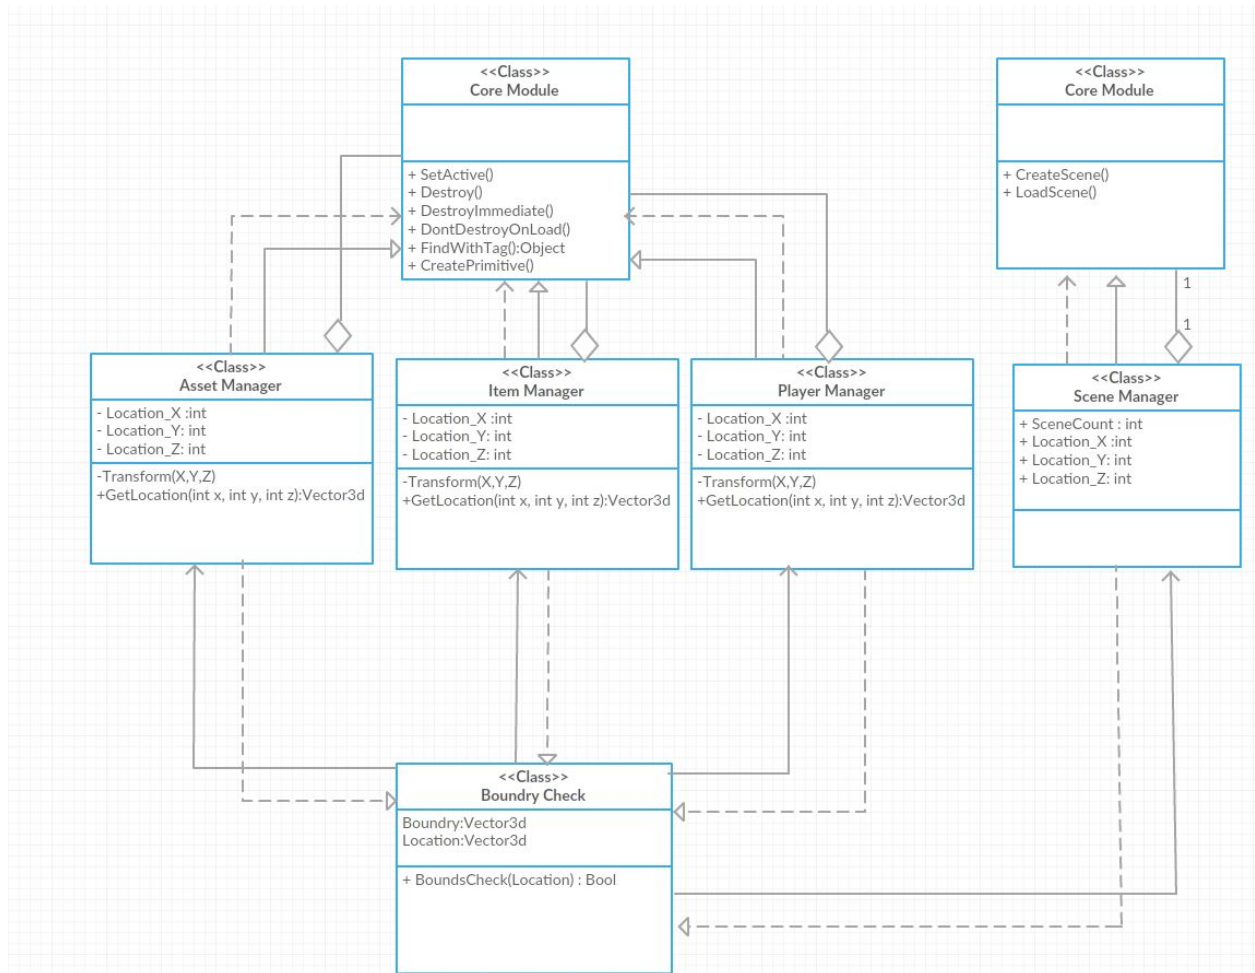 <<Class>>
Core Module
+ SetActive()
+ Destroy()
+ DestroyImmediate()
+ DontDestroyOnLoad()
+ FindWithTag():Object
+ CreatePrimitive()
<<Class>>
Core Module
+ CreateScene()
+ LoadScene()
1
1
<<Class>>
Asset Manager
- Location_X :int
- Location_Y: int
- Location_Z: int
-Transform(X,Y,Z)
+GetLocation(int x, int y, int z):Vector3d
<<Class>>
Item Manager
- Location_X :int
- Location_Y: int
- Location_Z: int
-Transform(X,Y,Z)
+GetLocation(int x, int y, int z):Vector3d
<<Class>>
Player Manager
- Location_X :int
- Location_Y: int
- Location_Z: int
-Transform(X,Y,Z)
+GetLocation(int x, int y, int z):Vector3d
<<Class>>
Scene Manager
+ SceneCount : int
+ Location_X :int
+ Location_Y: int
+ Location_Z: int
<<Class>>
Boundry Check
Boundry:Vector3d
Location:Vector3d
+ BoundsCheck(Location) : Bool